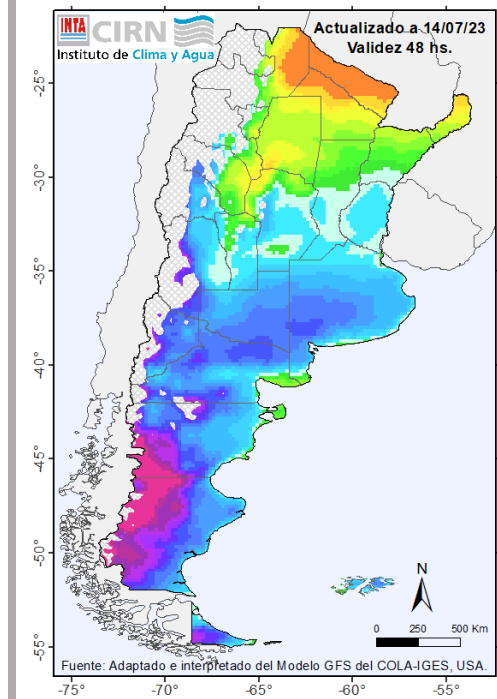 INTA CIRN
Instituto de Clima y Agua
Actualizado a 14/07/23
Validez 48 hs.
-25°
-30°
-35°
-40°
-45°
-50°
-55°
N
0 250 500 Km
Fuente: Adaptado e interpretado del Modelo GFS del COLA-IGES, USA.
-75° -70° -65° -60° -55°